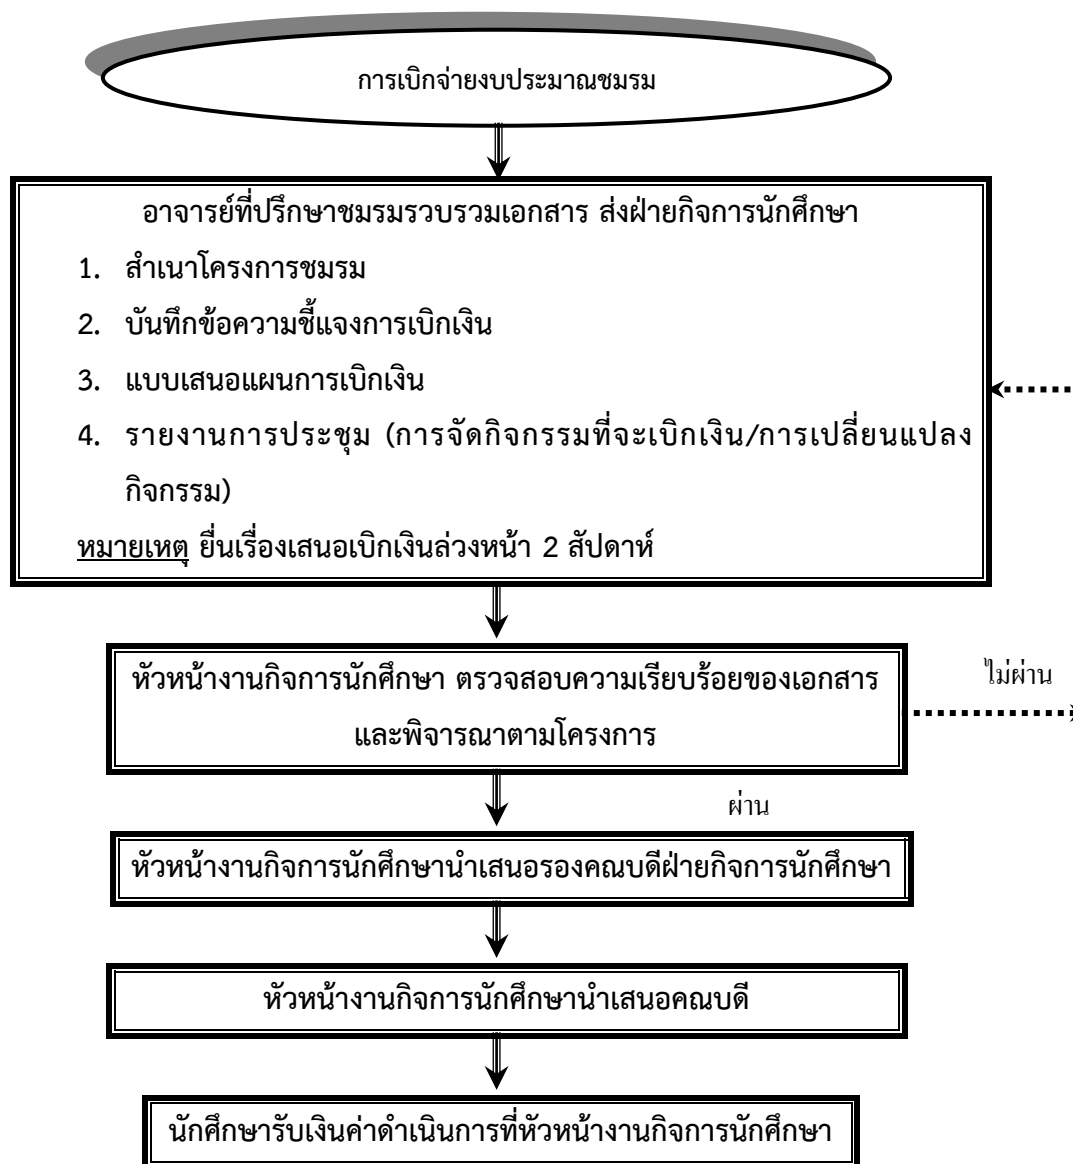 การเบิกจ่ายงบประมาณชมรม
อาจารย์ที่ปรึกษาชมรมรวบรวมเอกสาร ส่งฝ่ายกิจการนักศึกษา
1. สำเนาโครงการชมรม
2. บันทึกข้อความชี้แจงการเบิกเงิน
3. แบบเสนอแผนการเบิกเงิน
4. รายงานการประชุม (การจัดกิจกรรมที่จะเบิกเงิน/การเปลี่ยนแปลง
กิจกรรม)
หมายเหตุ ยื่นเรื่องเสนอเบิกเงินล่วงหน้า 2 สัปดาห์
หัวหน้างานกิจการนักศึกษา ตรวจสอบความเรียบร้อยของเอกสาร
และพิจารณาตามโครงการ
ไม่ผ่าน
ผ่าน
หัวหน้างานกิจการนักศึกษานำเสนอรองคณบดีฝ่ายกิจการนักศึกษา
หัวหน้างานกิจการนักศึกษานำเสนอคณบดี
นักศึกษารับเงินค่าดำเนินการที่หัวหน้างานกิจการนักศึกษา